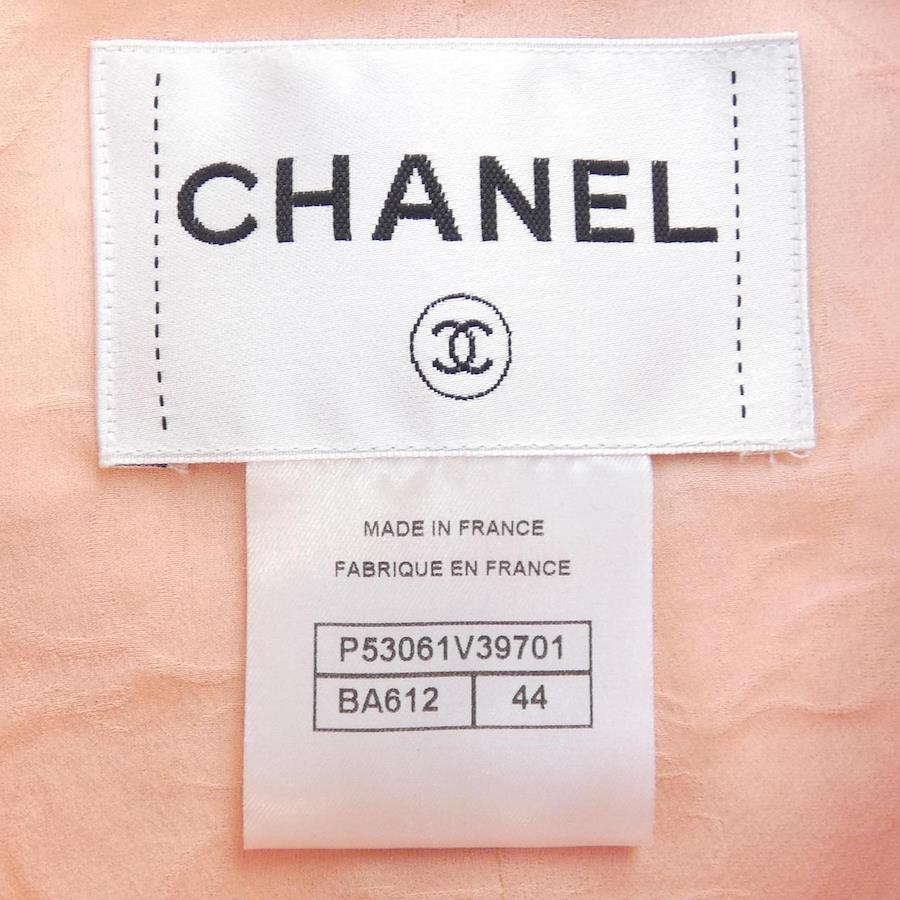 CHANEL
MADE IN FRANCE
FABRIQUE EN FRANCE
P53061V39701
BA612 44